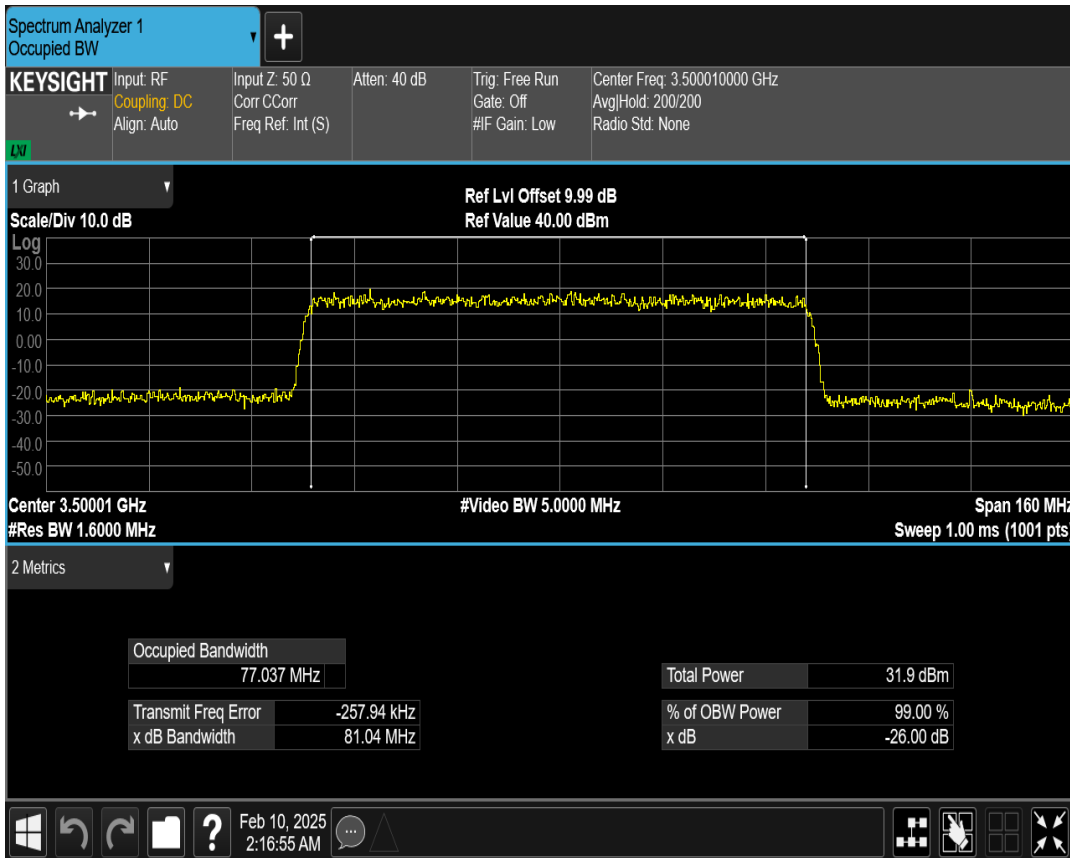 Spectrum Analyzer 1
Occupied BW
+
KEYSIGHT
LXI
Input: RF
Coupling: DC
Align: Auto
Input Z: 50 Ω
Corr CCorr
Freq Ref: Int (S)
Atten: 40 dB
Trig: Free Run
Gate: Off
#IF Gain: Low
Center Freq: 3.500010000 GHz
Avg|Hold: 200/200
Radio Std: None
1 Graph
Ref Lvl Offset 9.99 dB
Scale/Div 10.0 dB
Ref Value 40.00 dBm
Log
30.0
20.0
10.0
0.00
-10.0
-20.0
-30.0
-40.0
-50.0
Center 3.50001 GHz
#Video BW 5.0000 MHz
Span 160 MHz
#Res BW 1.6000 MHz
Sweep 1.00 ms (1001 pts)
2 Metrics
Occupied Bandwidth
77.037 MHz
Total Power 31.9 dBm
Transmit Freq Error -257.94 kHz
% of OBW Power 99.00 %
x dB Bandwidth 81.04 MHz
x dB -26.00 dB
?
Feb 10, 2025
2:16:55 AM